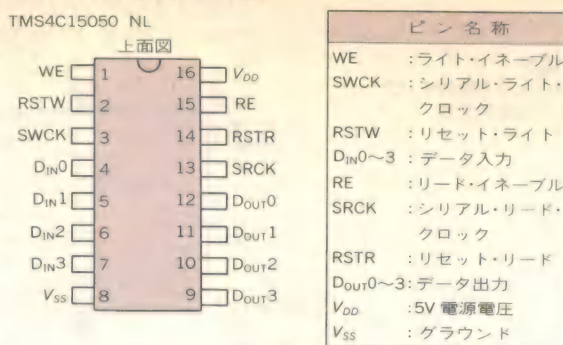 TMS4C15050 NL
上面図
WE 1 16 VDD
RSTW 2 15 RE
SWCK 3 14 RSTR
DIN0 4 13 SRCK
DIN1 5 12 DOUT0
DIN2 6 11 DOUT1
DIN3 7 10 DOUT2
VSS 8 9 DOUT3
ピン名称
WE :ライト・イネーブル
SWCK :シリアル・ライト・
クロック
RSTW :リセット・ライト
DIN0～3 :データ入力
RE :リード・イネーブル
SRCK :シリアル・リード・
クロック
RSTR :リセット・リード
DOUT0～3:データ出力
VDD :5V 電源電圧
VSS :グラウンド